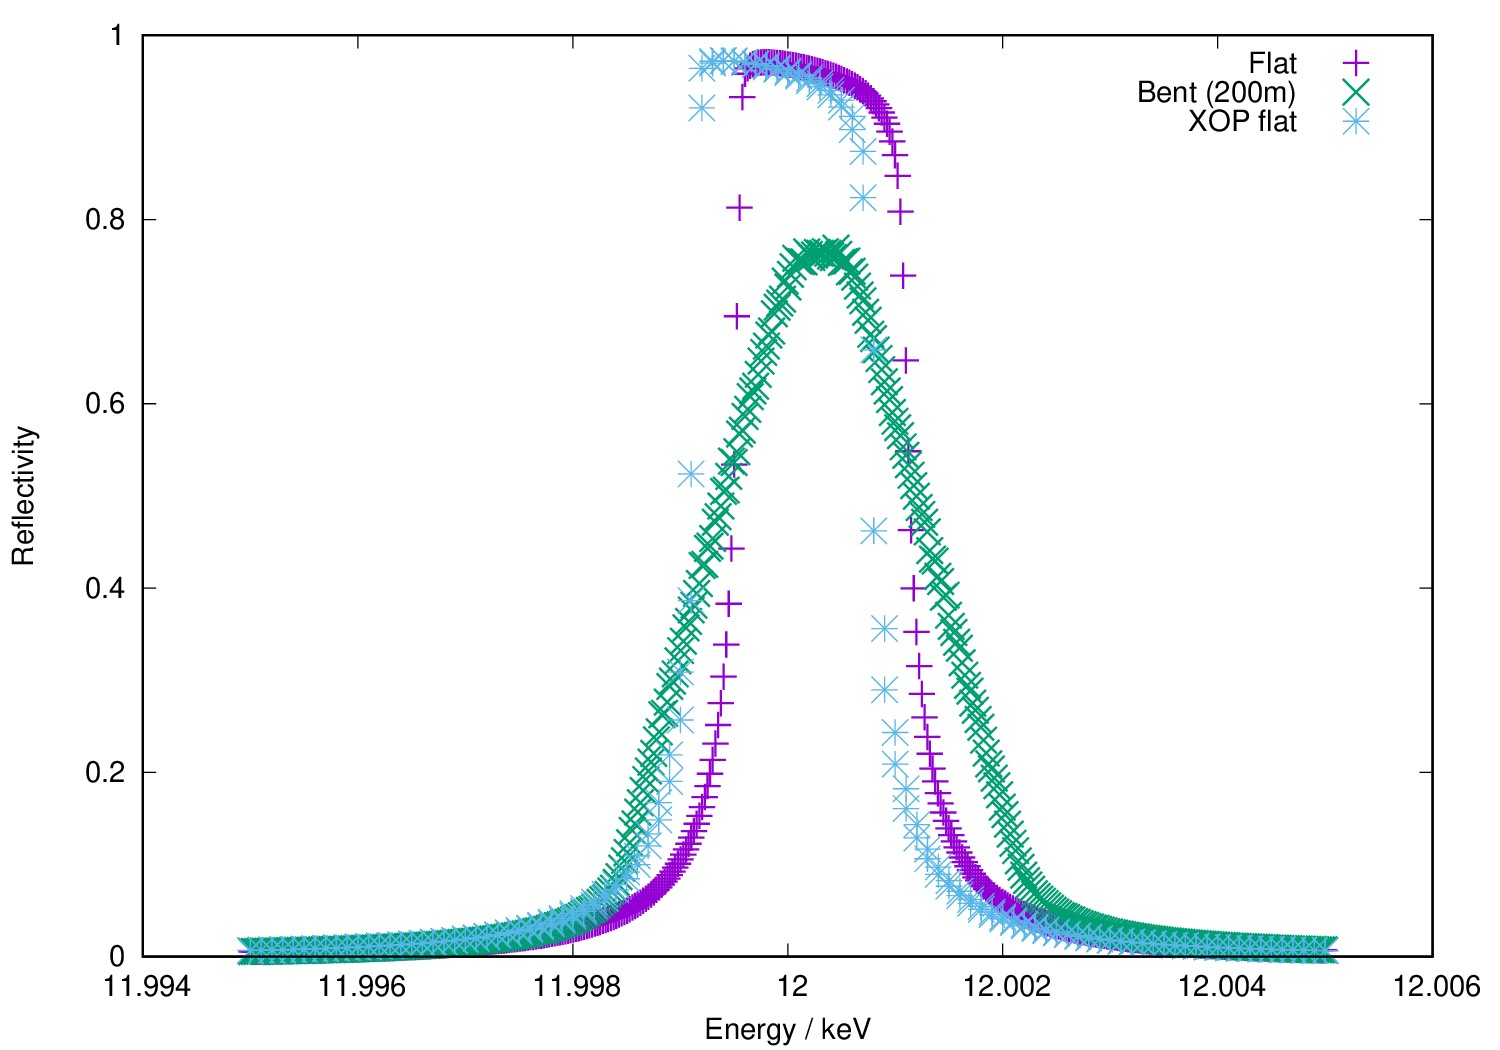 1
0.8
0.6
0.4
0.2
0
Reflectivity
11.994
11.996
11.998
12
12.002
12.004
12.006
Energy / keV
Flat
Bent (200m)
XOP flat